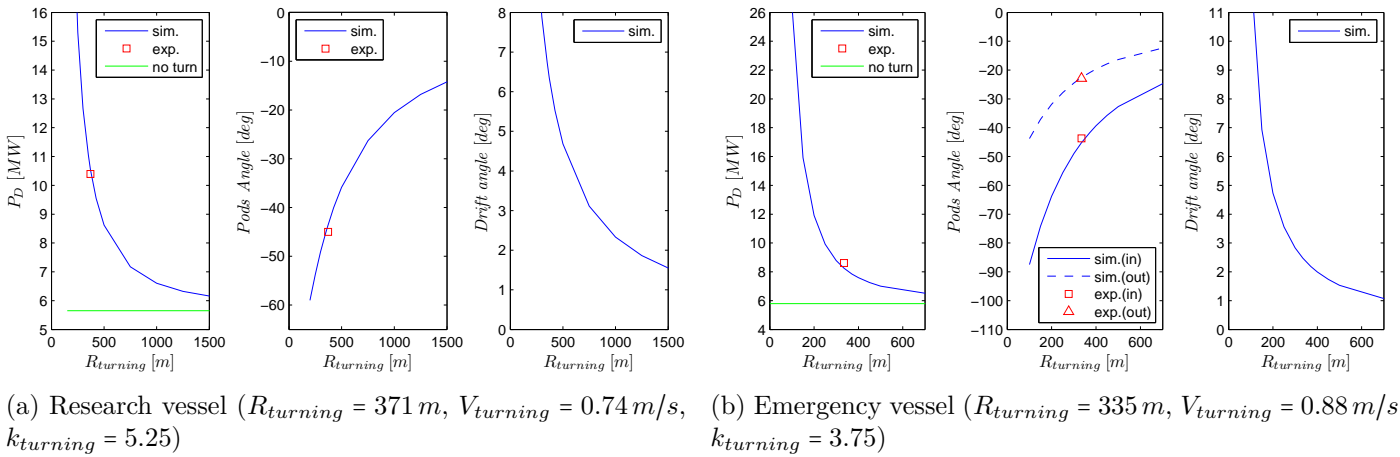 16
15
14
13
12
11
10
9
8
7
6
5
0 500 1000 1500
P_D [MW]
R_turning [m]
sim.
exp.
no turn
0
−10
−20
−30
−40
−50
−60
0 500 1000 1500
Pods Angle [deg]
R_turning [m]
sim.
exp.
8
7
6
5
4
3
2
1
0
0 500 1000 1500
Drift angle [deg]
R_turning [m]
sim.
26
24
22
20
18
16
14
12
10
8
6
4
0 200 400 600
P_D [MW]
R_turning [m]
sim.
exp.
no turn
0
−10
−20
−30
−40
−50
−60
−70
−80
−90
−100
−110
0 200 400 600
Pods Angle [deg]
R_turning [m]
sim.(in)
sim.(out)
exp.(in)
exp.(out)
11
10
9
8
7
6
5
4
3
2
1
0
0 200 400 600
Drift angle [deg]
R_turning [m]
sim.
(a) Research vessel (R_turning = 371 m, V_turning = 0.74 m/s,
k_turning = 5.25)
(b) Emergency vessel (R_turning = 335 m, V_turning = 0.88 m/s
k_turning = 3.75)